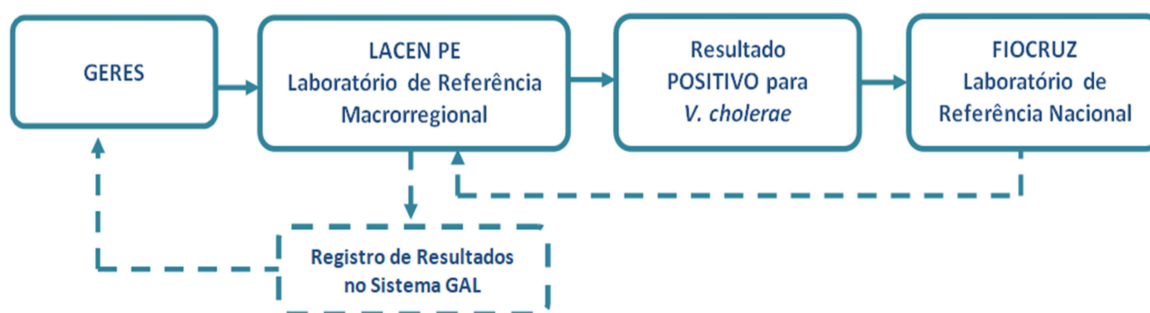 GERES
LACEN PE
Laboratório de Referência
Macrorregional
Resultado
POSITIVO para
V. cholerae
FIOCRUZ
Laboratório de
Referência Nacional
Registro de Resultados
no Sistema GAL